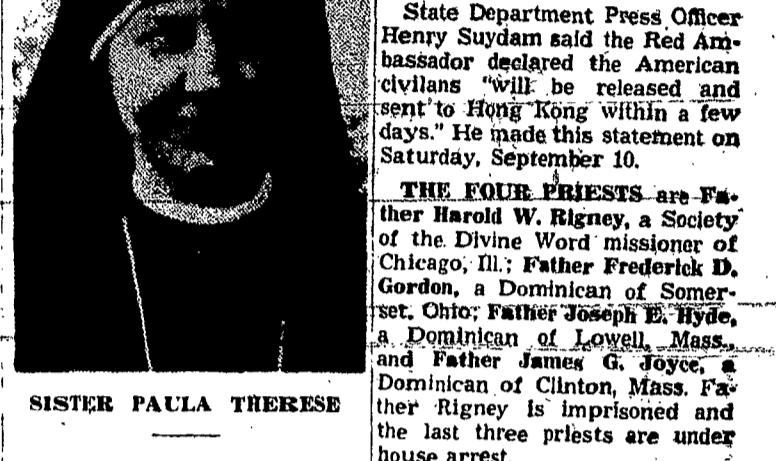 SISTER PAULA THERESE
State Department Press Officer
Henry Suydam said the Red Am-
bassador declared the American
civilans "will be released and
sent to Hong Kong within a few
days." He made this statement on
Saturday, September 10.
THE FOUR PRIESTS are Fa-
ther Harold W. Rigney, a Society
of the Divine Word missioner of
Chicago, Ill.; Father Frederick D.
Gordon, a Dominican of Somer-
set, Ohio; Father Joseph E. Hyde,
a Dominican of Lowell, Mass.,
and Father James G. Joyce, a
Dominican of Clinton, Mass. Fa-
ther Rigney is imprisoned and
the last three priests are under
house arrest.